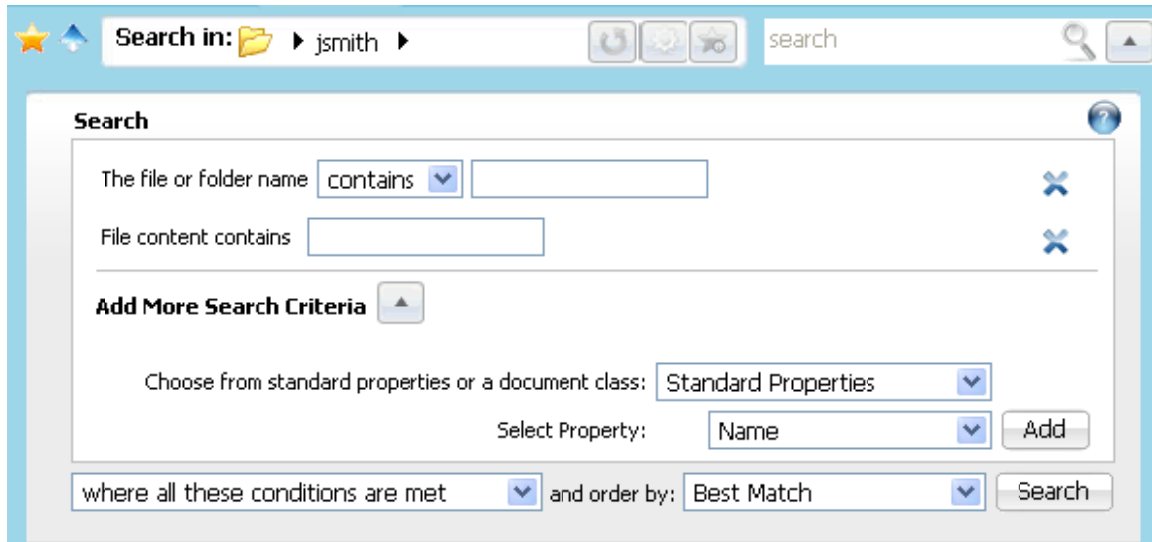 Search in: jsmith search
Search
The file or folder name contains
File content contains
Add More Search Criteria
Choose from standard properties or a document class: Standard Properties
Select Property: Name Add
where all these conditions are met and order by: Best Match Search